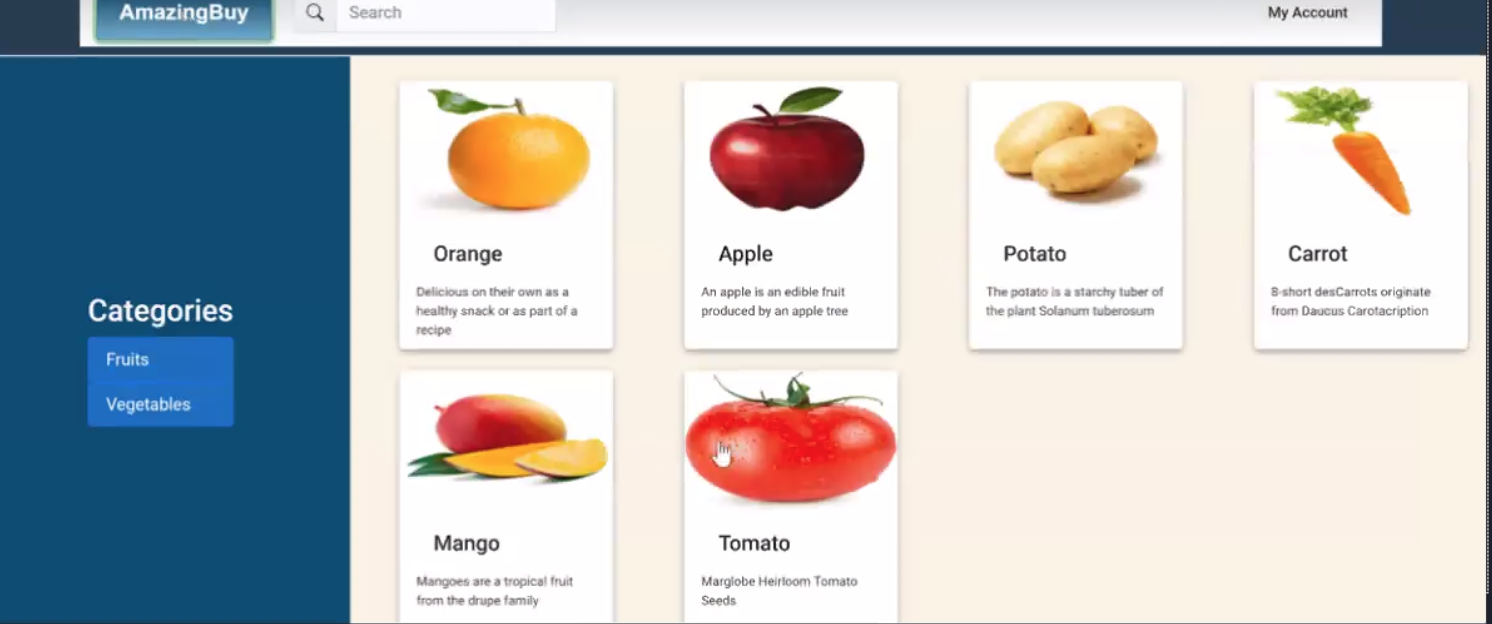 AmazingBuy
Search
My Account
Categories
Fruits
Vegetables
Orange
Delicious on their own as a
healthy snack or as part of a
recipe
Apple
An apple is an edible fruit
produced by an apple tree
Potato
The potato is a starchy tuber of
the plant Solanum tuberosum
Carrot
8-short desCarrots originate
from Daucus Carotacription
Mango
Mangoes are a tropical fruit
from the drupe family
Tomato
Marglobe Heirloom Tomato
Seeds